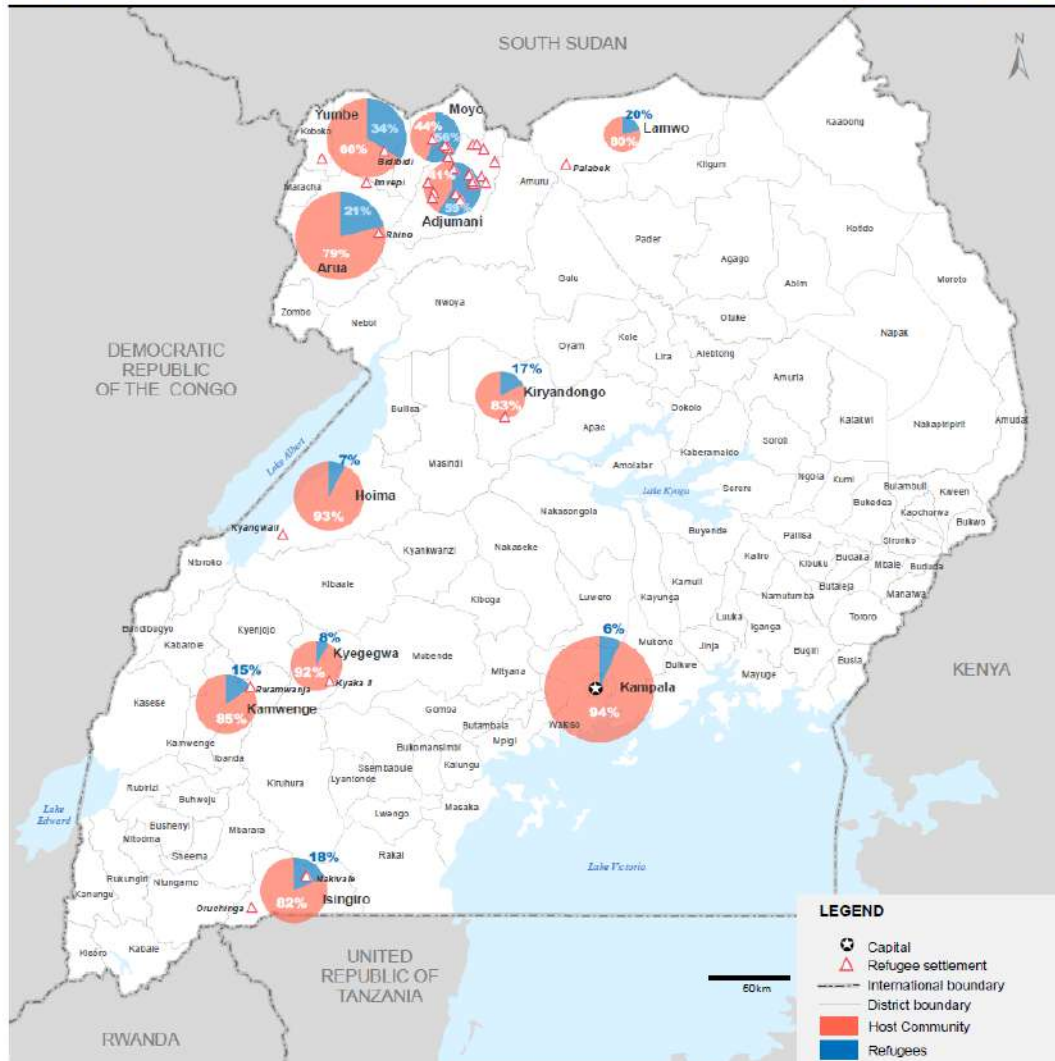 SOUTH SUDAN
N
Yumbe
Moyo
20%
Lamwo
80%
Kaabong
Koboko
34%
66%
44%
56%
Bidibidi
Palabek
Kitgum
Maracha
Imvepi
41%
59%
Amuru
Adjumani
21%
Rhino
79%
Arua
Pader
Kotido
Agago
Abim
Moroto
Gulu
Zombo
Nebbi
Nwoya
Otuke
Napak
DEMOCRATIC
REPUBLIC
OF THE CONGO
Oyam
Kole
Lira
Alebtong
17%
Kiryandongo
83%
Amuria
Buliisa
Dokolo
Katakwi
Nakapiripirit
Amudat
Apac
Lake Albert
Masindi
Kaberamaido
Soroti
Amolatar
7%
Hoima
93%
Lake Kyoga
Serere
Ngora
Kumi
Bulambuli
Kween
Bukedea
Kapchorwa
Bukwo
Nakasongola
Kyangwali
Buyende
Pallisa
Sironko
Kyankwanzi
Nakaseke
Ntoroko
Kaliro
Kibuku
Budaka
Mbale
Bududa
Kibaale
Kamuli
Butaleja
Manafwa
Kiboga
Luwero
Kayunga
Namutumba
Luuka
Iganga
Tororo
Bundibugyo
Kyenjojo
Kabarole
8%
Kyegegwa
92%
Mubende
6%
Mukono
Jinja
Bugiri
Busia
Mityana
Buikwe
Mayuge
KENYA
15%
Rwamwanja
Kyaka II
Kampala
Kasese
85%
Kamwenge
Gomba
94%
Butambala
Wakiso
Mpigi
Kamwenge
Ibanda
Bukomansimbi
Kiruhura
Lyantonde
Ssembabule
Kalungu
Rubirizi
Buhweju
Lake
Edward
Lwengo
Masaka
Bushenyi
Mitooma
Mbarara
Sheema
Rakai
Lake Victoria
18%
Nakivale
Rukungiri
Ntungamo
Kanungu
82%
Isingiro
Oruchinga
Kisoro
Kabale
UNITED
REPUBLIC OF
TANZANIA
RWANDA
50km
LEGEND
Capital
Refugee settlement
International boundary
District boundary
Host Community
Refugees